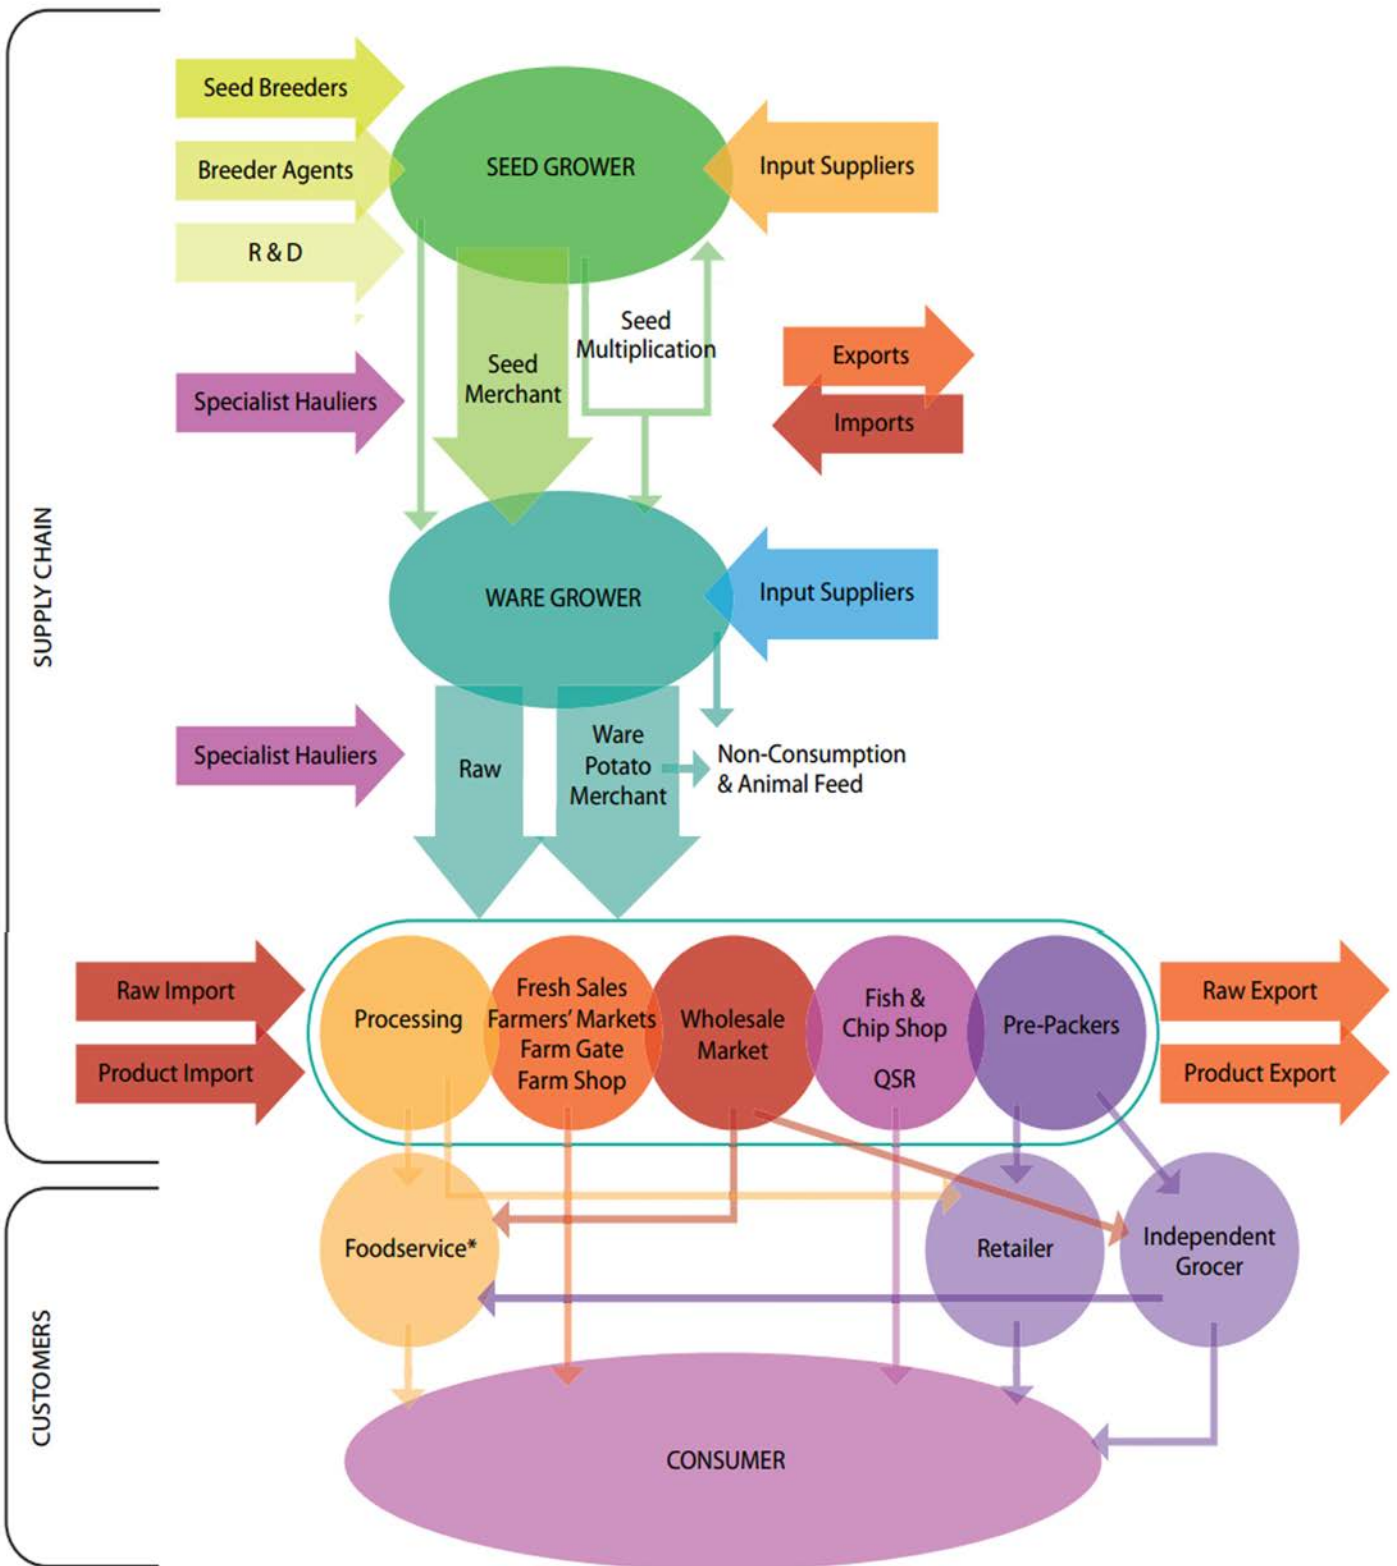 Seed Breeders
SEED GROWER
Input Suppliers
Breeder Agents
R & D
Seed
Multiplication
Exports
Seed
Merchant
Specialist Hauliers
Imports
SUPPLY CHAIN
WARE GROWER
Input Suppliers
Specialist Hauliers
Raw
Ware
Potato
Merchant
Non-Consumption
& Animal Feed
Raw Import
Product Import
Processing
Fresh Sales
Farmers' Markets
Farm Gate
Farm Shop
Wholesale
Market
Fish &
Chip Shop
QSR
Pre-Packers
Raw Export
Product Export
CUSTOMERS
Foodservice*
Retailer
Independent
Grocer
CONSUMER